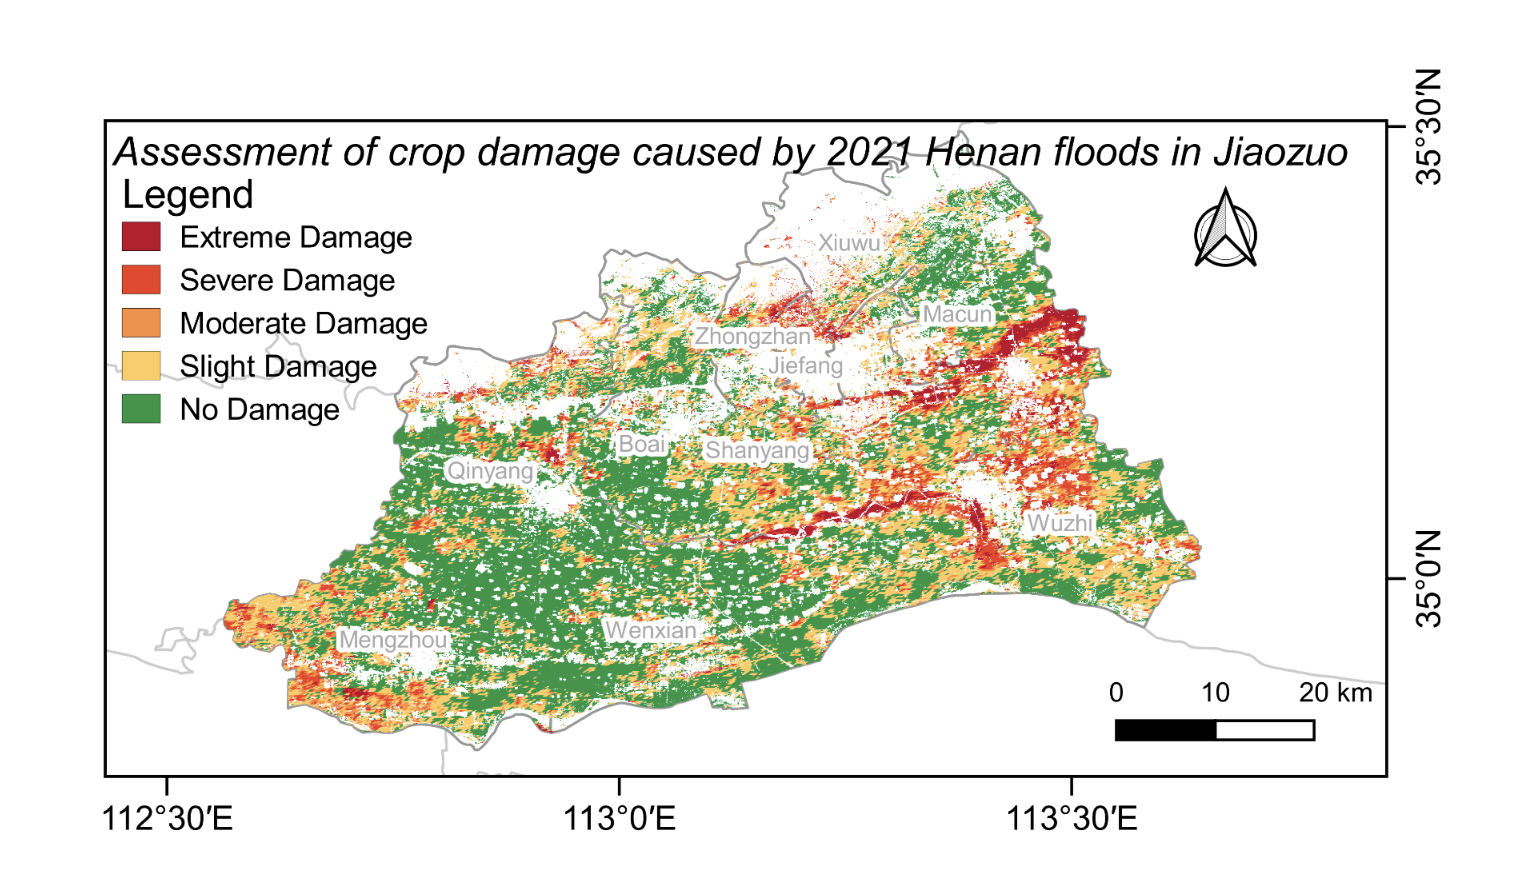 Assessment of crop damage caused by 2021 Henan floods in Jiaozuo
Legend
Extreme Damage
Severe Damage
Moderate Damage
Slight Damage
No Damage
Xiuwu
Macun
Zhongzhan
Jiefang
Boai
Shanyang
Qinyang
Wuzhi
Wenxian
Mengzhou
0 10 20 km
35°30′N
35°0′N
112°30′E 113°0′E 113°30′E